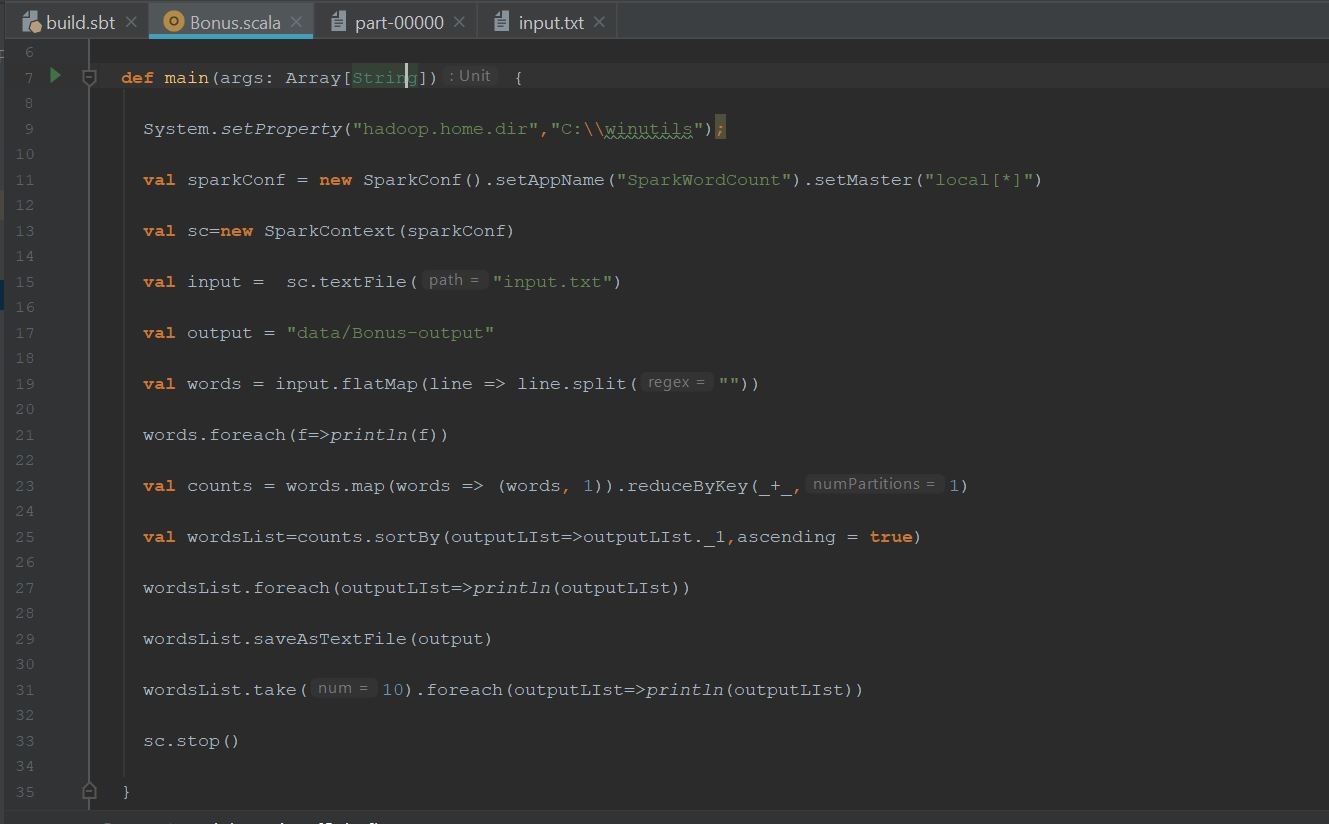 build.sbt × Bonus.scala × part-00000 × input.txt ×
6
7 def main(args: Array[String]) : Unit {
8
9 System.setProperty("hadoop.home.dir","C:\\winutils");
10
11 val sparkConf = new SparkConf().setAppName("SparkWordCount").setMaster("local[*]")
12
13 val sc=new SparkContext(sparkConf)
14
15 val input =  sc.textFile( path = "input.txt")
16
17 val output = "data/Bonus-output"
18
19 val words = input.flatMap(line => line.split( regex = ""))
20
21 words.foreach(f=>println(f))
22
23 val counts = words.map(words => (words, 1)).reduceByKey(_+_, numPartitions = 1)
24
25 val wordsList=counts.sortBy(outputLIst=>outputLIst._1,ascending = true)
26
27 wordsList.foreach(outputLIst=>println(outputLIst))
28
29 wordsList.saveAsTextFile(output)
30
31 wordsList.take( num = 10).foreach(outputLIst=>println(outputLIst))
32
33 sc.stop()
34
35 }